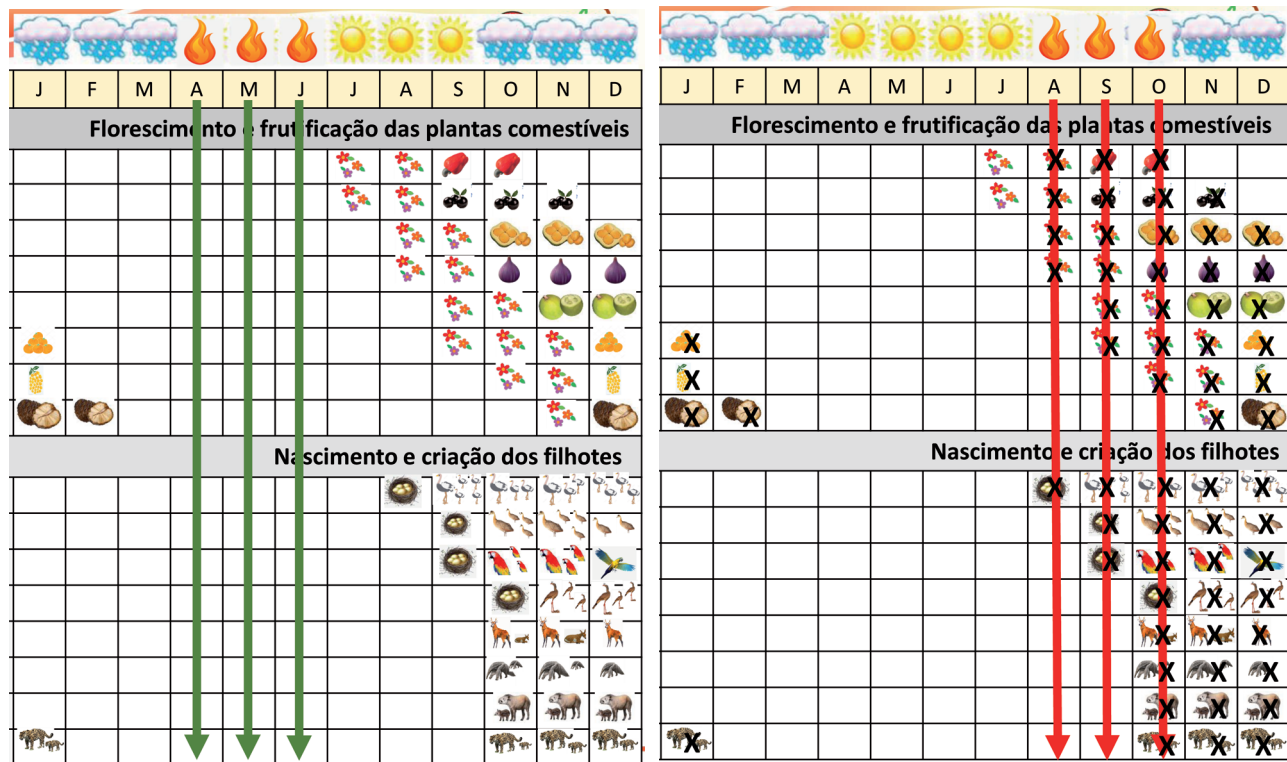 J F M A M J J A S O N D
Florescimento e frutificação das plantas comestíveis
Nascimento e criação dos filhotes
J F M A M J J A S O N D
Florescimento e frutificação das plantas comestíveis
X X X
X X X X
X X X X X
X X X X X
X X X X
X X X X X
X X X X
X X X X
Nascimento e criação dos filhotes
X X X X X
X X X X
X X X X
X X X
X X X
X X X
X X X
X X X X